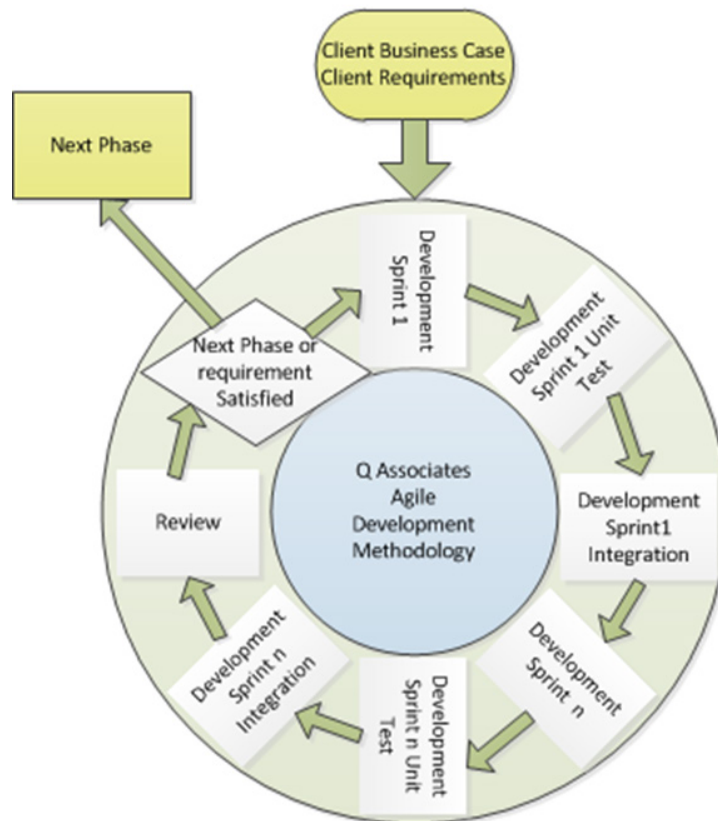 Client Business Case
Client Requirements
Next Phase
Development
Sprint 1
Development
Sprint 1 Unit
Test
Development
Sprint1
Integration
Development
Sprint n
Development
Sprint n Unit
Test
Development
Sprint n
Integration
Review
Next Phase or
requirement
Satisfied
Q Associates
Agile
Development
Methodology